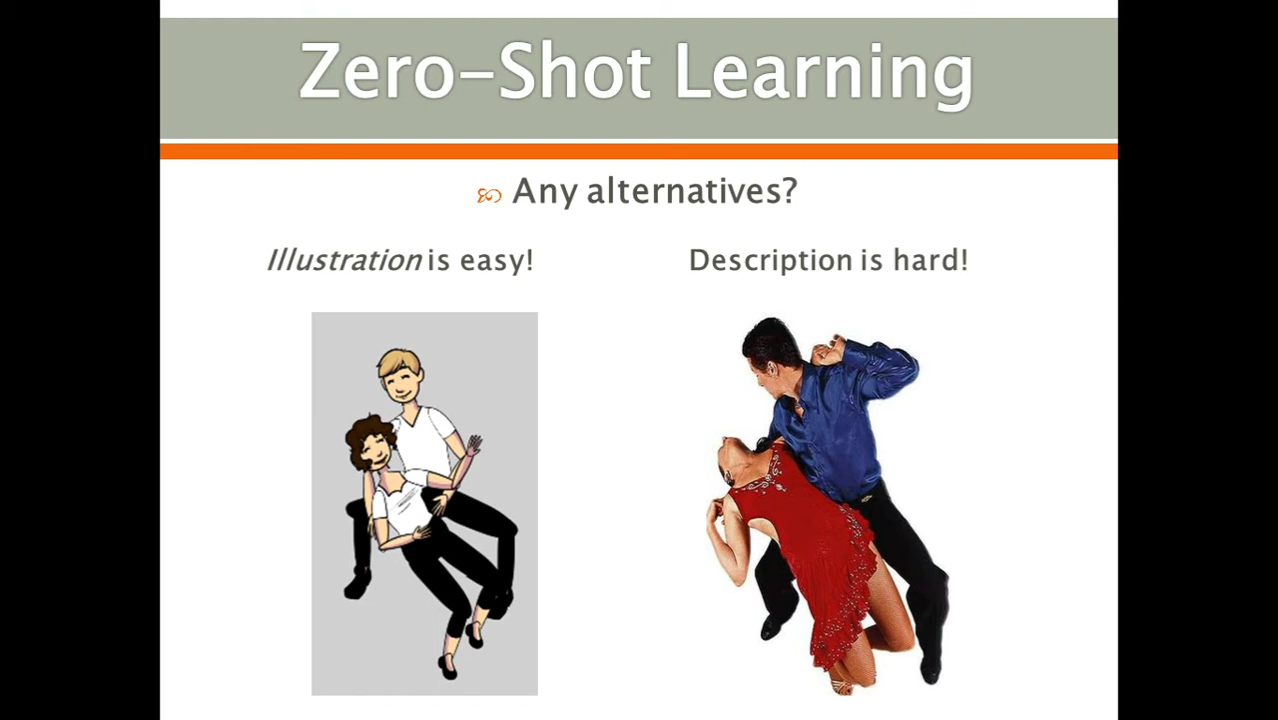 Zero-Shot Learning
Any alternatives?
Illustration is easy!
Description is hard!